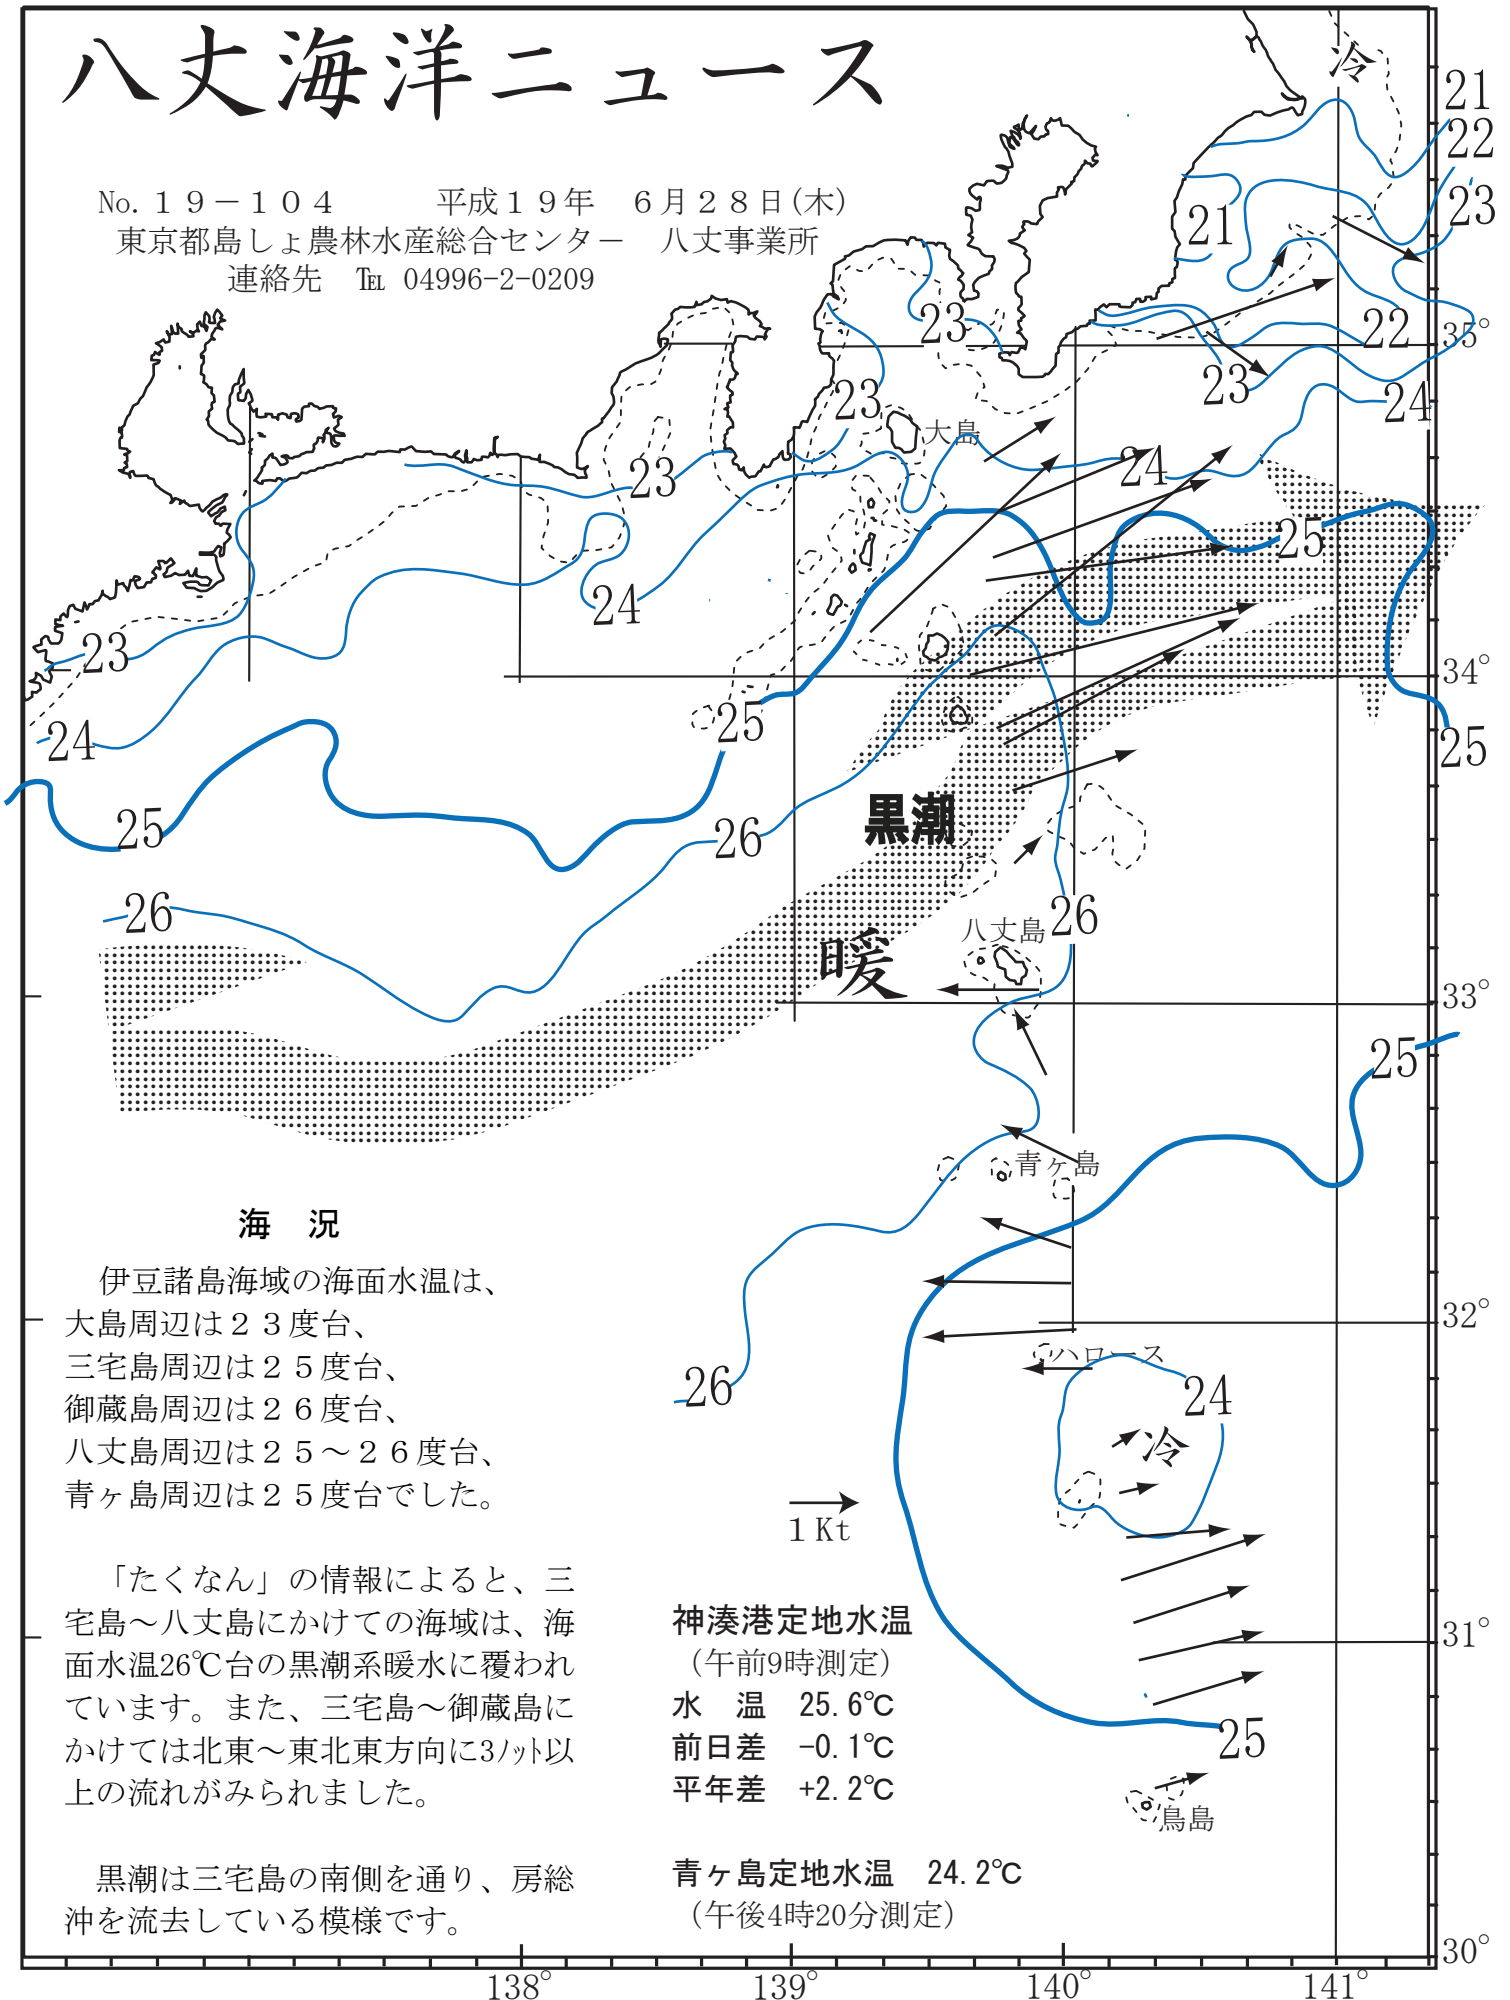 八丈海洋ニュース
No.１９－１０４　平成１９年　６月２８日(木)
東京都島しょ農林水産総合センター　八丈事業所
連絡先　℡ 04996-2-0209
冷
21
22
23
21
23
22
35°
23
23
24
大島
24
23
25
24
23
34°
25
24
25
25
黒潮
26
26
26
八丈島
暖
33°
25
青ヶ島
32°
ハロース
26
24
冷
1 Kt
31°
25
鳥島
30°
138°
139°
140°
141°
海　況
伊豆諸島海域の海面水温は、
大島周辺は２３度台、
三宅島周辺は２５度台、
御蔵島周辺は２６度台、
八丈島周辺は２５～２６度台、
青ヶ島周辺は２５度台でした。
「たくなん」の情報によると、三
宅島～八丈島にかけての海域は、海
面水温26℃台の黒潮系暖水に覆われ
ています。また、三宅島～御蔵島に
かけては北東～東北東方向に3ﾉｯﾄ以
上の流れがみられました。
黒潮は三宅島の南側を通り、房総
沖を流去している模様です。
神湊港定地水温
（午前9時測定）
水　温　25.6℃
前日差　-0.1℃
平年差　+2.2℃
青ヶ島定地水温　24.2℃
（午後4時20分測定）